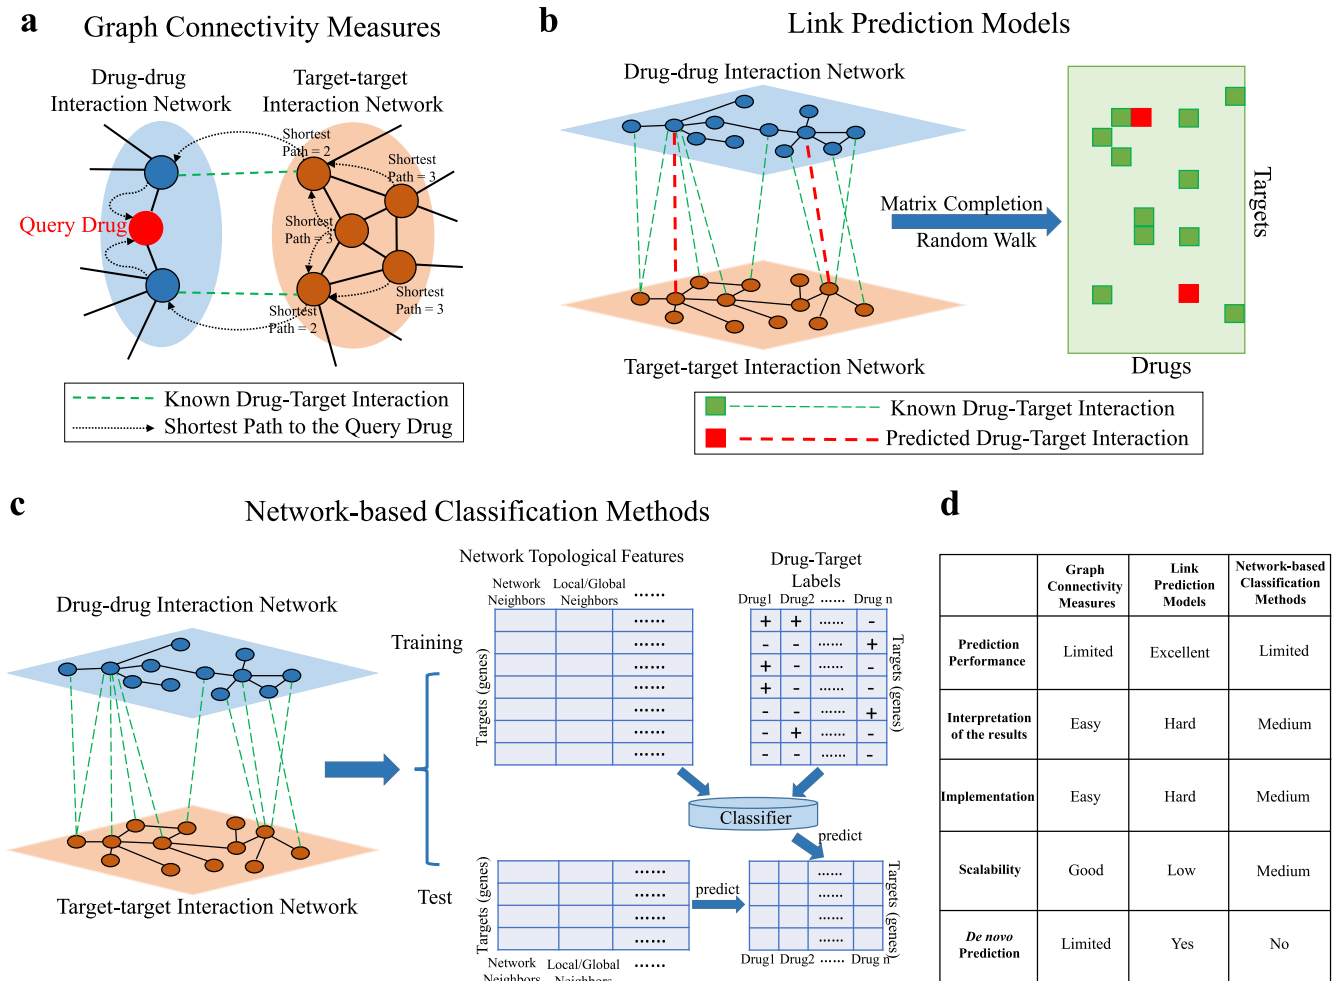 a
Graph Connectivity Measures
Drug-drug
Interaction Network
Target-target
Interaction Network
Shortest
Path = 2
Shortest
Path = 3
Query Drug
Shortest
Path = 3
Shortest
Path = 2
Shortest
Path = 3
Known Drug-Target Interaction
Shortest Path to the Query Drug
b
Link Prediction Models
Drug-drug Interaction Network
Matrix Completion
Random Walk
Target-target Interaction Network
Targets
Drugs
Known Drug-Target Interaction
Predicted Drug-Target Interaction
c
Network-based Classification Methods
Drug-drug Interaction Network
Target-target Interaction Network
Training
Test
Network Topological Features
Network
Neighbors
Local/Global
Neighbors
......
Targets (genes)
......
......
......
......
......
......
......
Drug-Target
Labels
Drug1 Drug2 ...... Drug n
+ + ...... -
- - ...... +
+ - ...... -
+ - ...... -
- - ...... +
- + ...... -
- - ...... -
Targets (genes)
Classifier
predict
Targets (genes)
......
......
......
......
Network
Neighbors
Local/Global
Neighbors
......
predict
......
......
......
......
Targets (genes)
Drug1 Drug2 ...... Drug n
d
Graph
Connectivity
Measures
Link
Prediction
Models
Network-based
Classification
Methods
Prediction
Performance
Limited
Excellent
Limited
Interpretation
of the results
Easy
Hard
Medium
Implementation
Easy
Hard
Medium
Scalability
Good
Low
Medium
De novo
Prediction
Limited
Yes
No